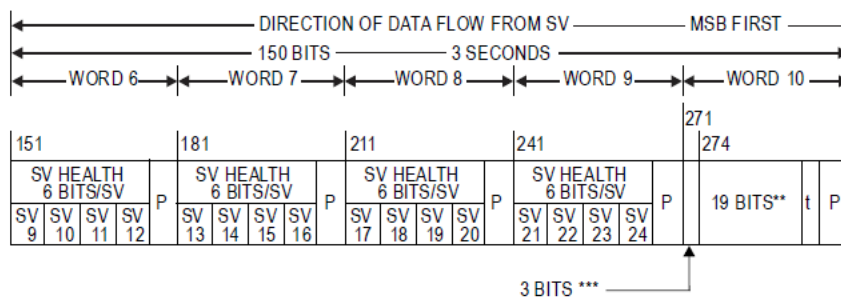 DIRECTION OF DATA FLOW FROM SV MSB FIRST
150 BITS 3 SECONDS
WORD 6 WORD 7 WORD 8 WORD 9 WORD 10
271
151 181 211 241 274
SV HEALTH SV HEALTH SV HEALTH SV HEALTH
6 BITS/SV 6 BITS/SV 6 BITS/SV 6 BITS/SV
P P P P 19 BITS** t P
SV SV SV SV SV SV SV SV SV SV SV SV SV SV SV SV
9 10 11 12 13 14 15 16 17 18 19 20 21 22 23 24
3 BITS ***